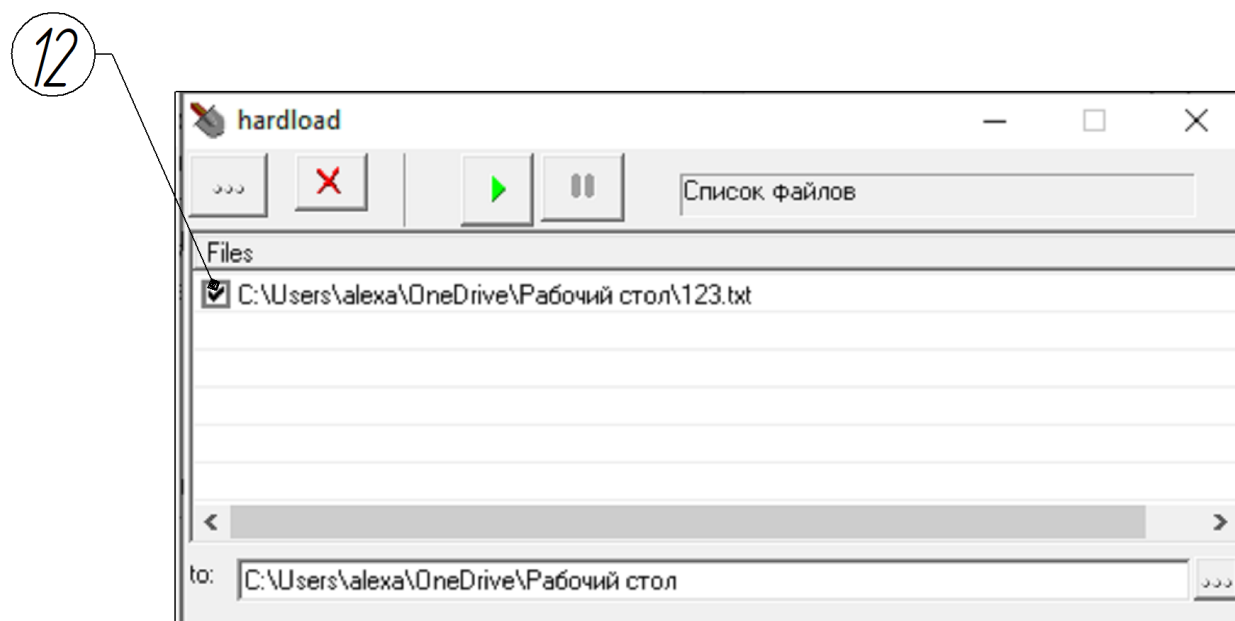 12
hardload
Список файлов
Files
C:\Users\alexa\OneDrive\Рабочий стол\123.txt
to:
C:\Users\alexa\OneDrive\Рабочий стол